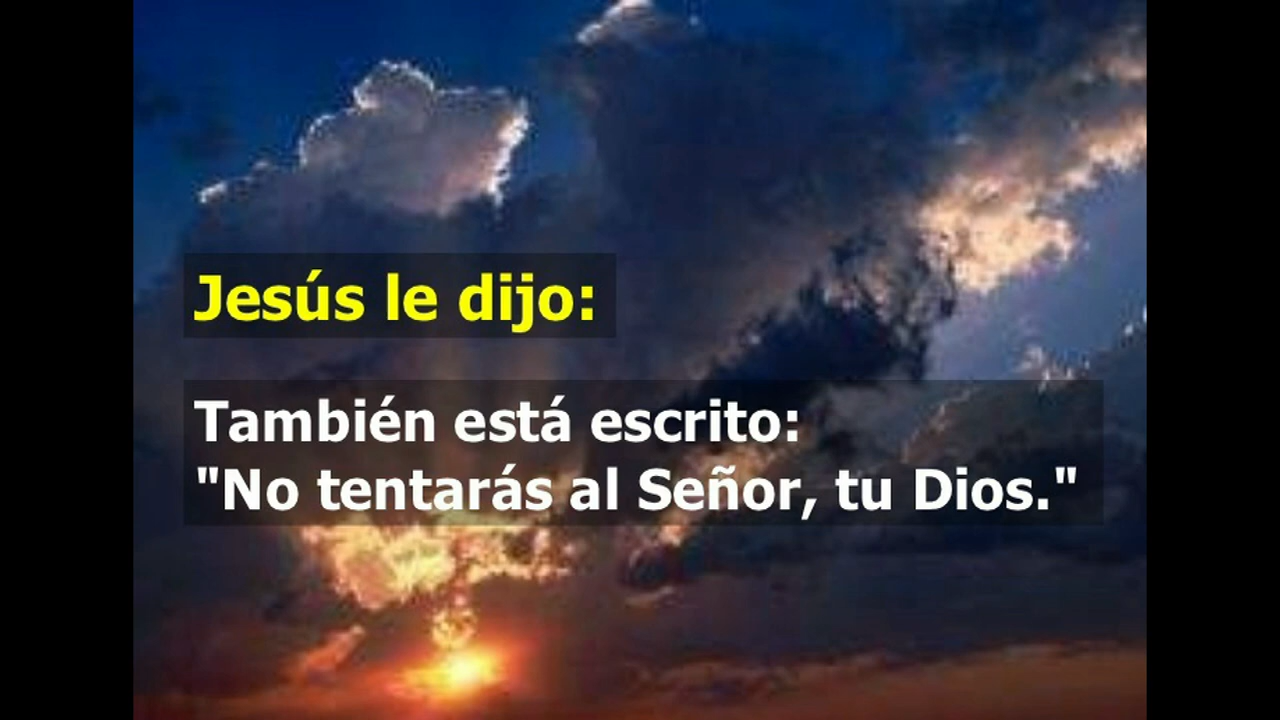 Jesús le dijo:
También está escrito:
"No tentarás al Señor, tu Dios."